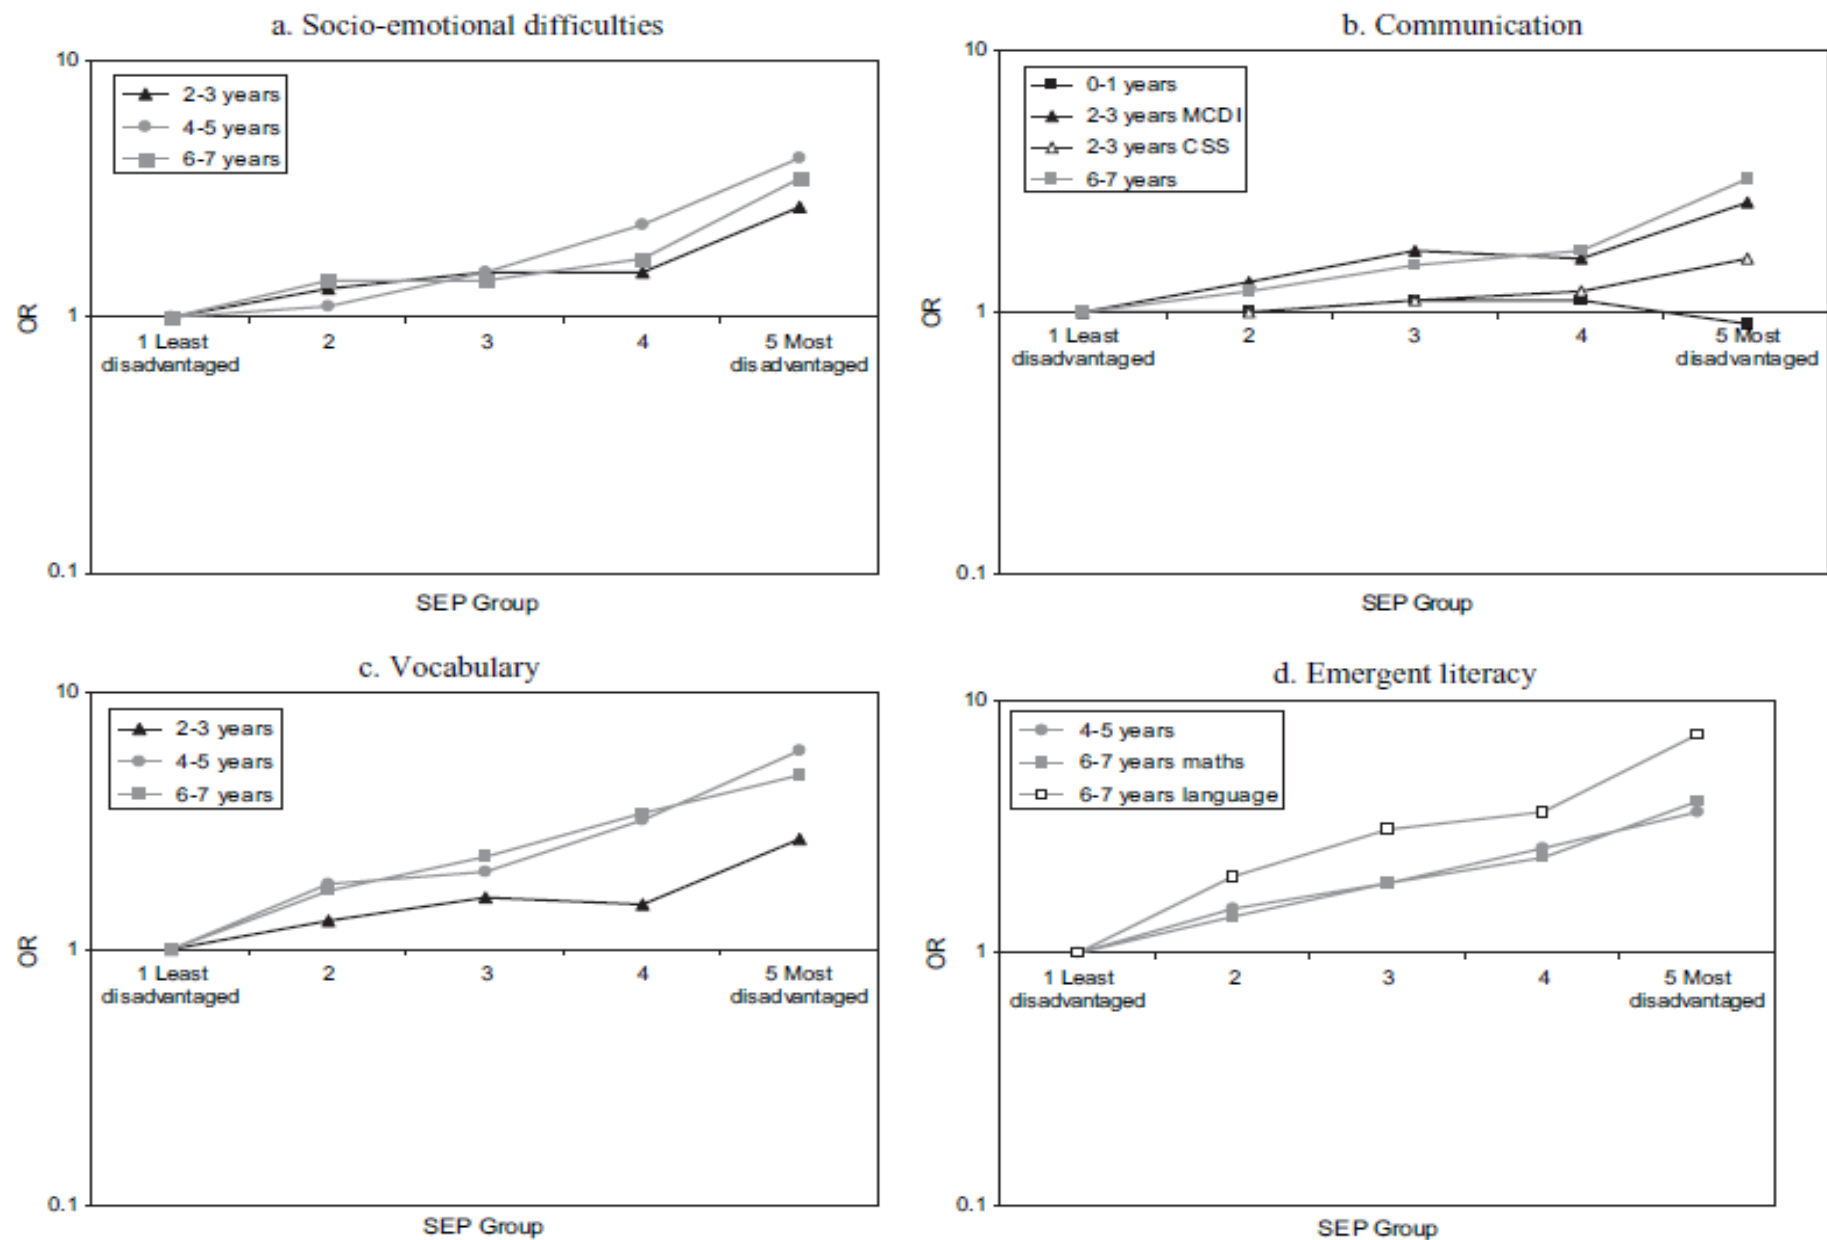 a. Socio-emotional difficulties
10
2-3 years
4-5 years
6-7 years
OR
1
1 Least
disadvantaged
2
3
4
5 Most
disadvantaged
0.1
SEP Group
b. Communication
10
0-1 years
2-3 years MCDI
2-3 years CSS
6-7 years
OR
1
1 Least
disadvantaged
2
3
4
5 Most
disadvantaged
0.1
SEP Group
c. Vocabulary
10
2-3 years
4-5 years
6-7 years
OR
1
1 Least
disadvantaged
2
3
4
5 Most
disadvantaged
0.1
SEP Group
d. Emergent literacy
10
4-5 years
6-7 years maths
6-7 years language
OR
1
1 Least
disadvantaged
2
3
4
5 Most
disadvantaged
0.1
SEP Group